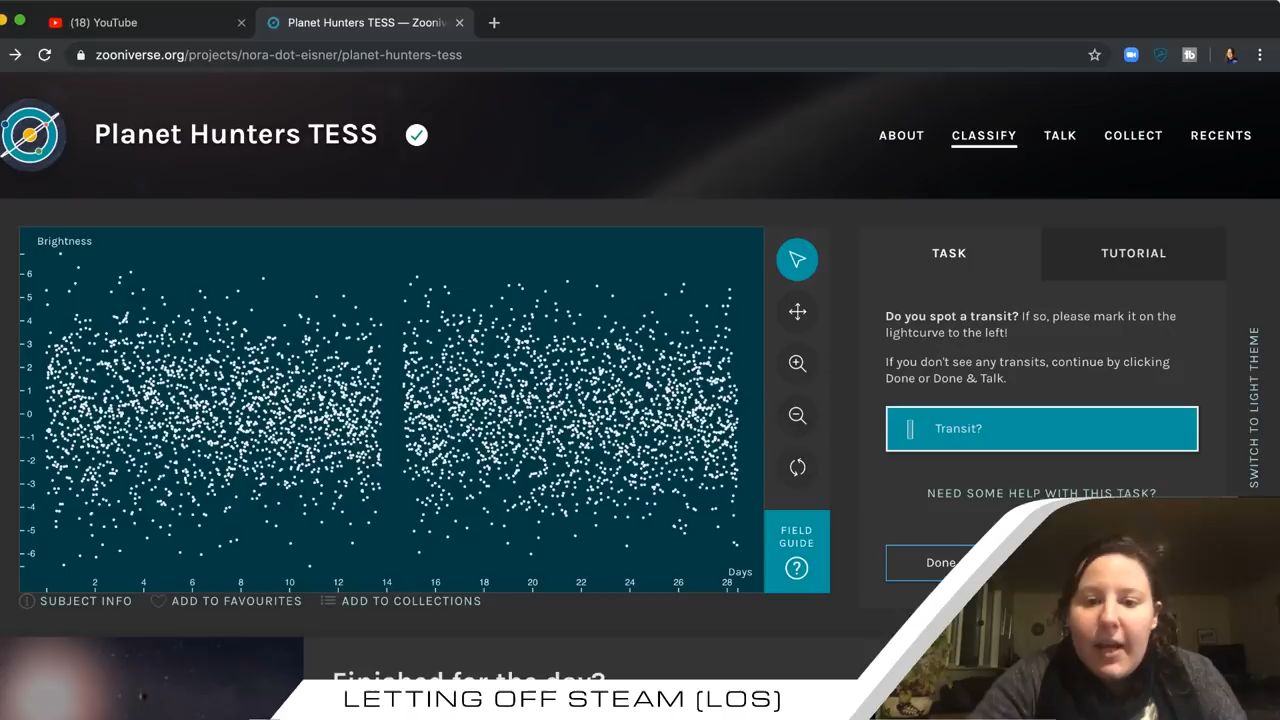 (18) YouTube
Planet Hunters TESS — Zooniv
zooniverse.org/projects/nora-dot-eisner/planet-hunters-tess
Planet Hunters TESS
ABOUT
CLASSIFY
TALK
COLLECT
RECENTS
Brightness
6
5
4
3
2
1
0
-1
-2
-3
-4
-5
-6
2 4 6 8 10 12 14 16 18 20 22 24 26 28
Days
FIELD
GUIDE
?
SUBJECT INFO
ADD TO FAVOURITES
ADD TO COLLECTIONS
TASK
TUTORIAL
Do you spot a transit? If so, please mark it on the
lightcurve to the left!
If you don't see any transits, continue by clicking
Done or Done & Talk.
Transit?
NEED SOME HELP WITH THIS TASK?
Done
SWITCH TO LIGHT THEME
Finished for the day?
LETTING OFF STEAM (LOS)